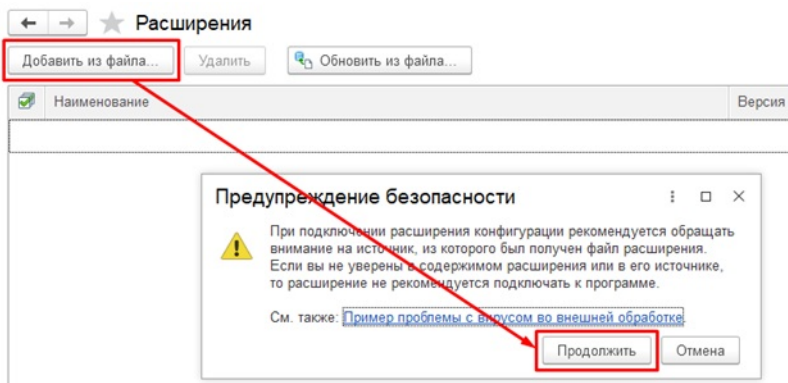 Расширения
Добавить из файла... Удалить Обновить из файла...
Наименование Версия
Предупреждение безопасности
При подключении расширения конфигурации рекомендуется обращать
внимание на источник, из которого был получен файл расширения.
Если вы не уверены в содержимом расширения или в его источнике,
то расширение не рекомендуется подключать к программе.
См. также: Пример проблемы с вирусом во внешней обработке.
Продолжить Отмена